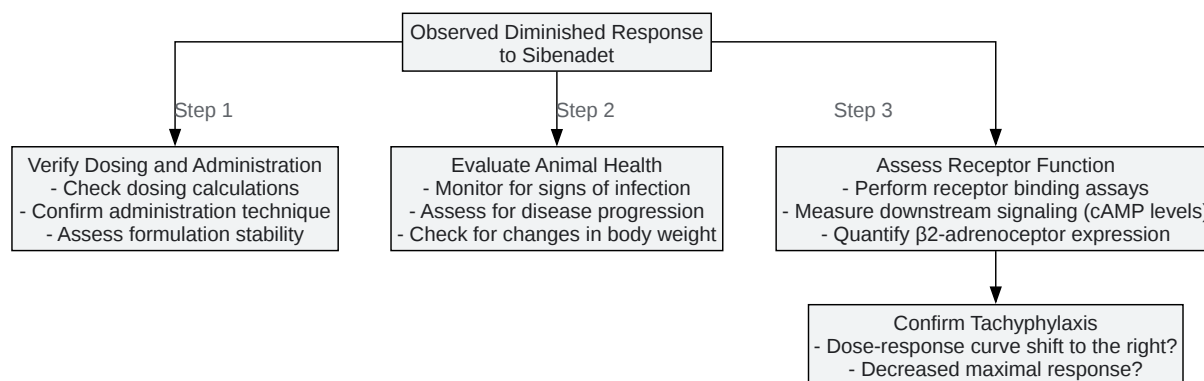 Observed Diminished Response
to Sibenadet
Step 1
Step 2
Step 3
Verify Dosing and Administration
- Check dosing calculations
- Confirm administration technique
- Assess formulation stability
Evaluate Animal Health
- Monitor for signs of infection
- Assess for disease progression
- Check for changes in body weight
Assess Receptor Function
- Perform receptor binding assays
- Measure downstream signaling (cAMP levels)
- Quantify β2-adrenoceptor expression
Confirm Tachyphylaxis
- Dose-response curve shift to the right?
- Decreased maximal response?